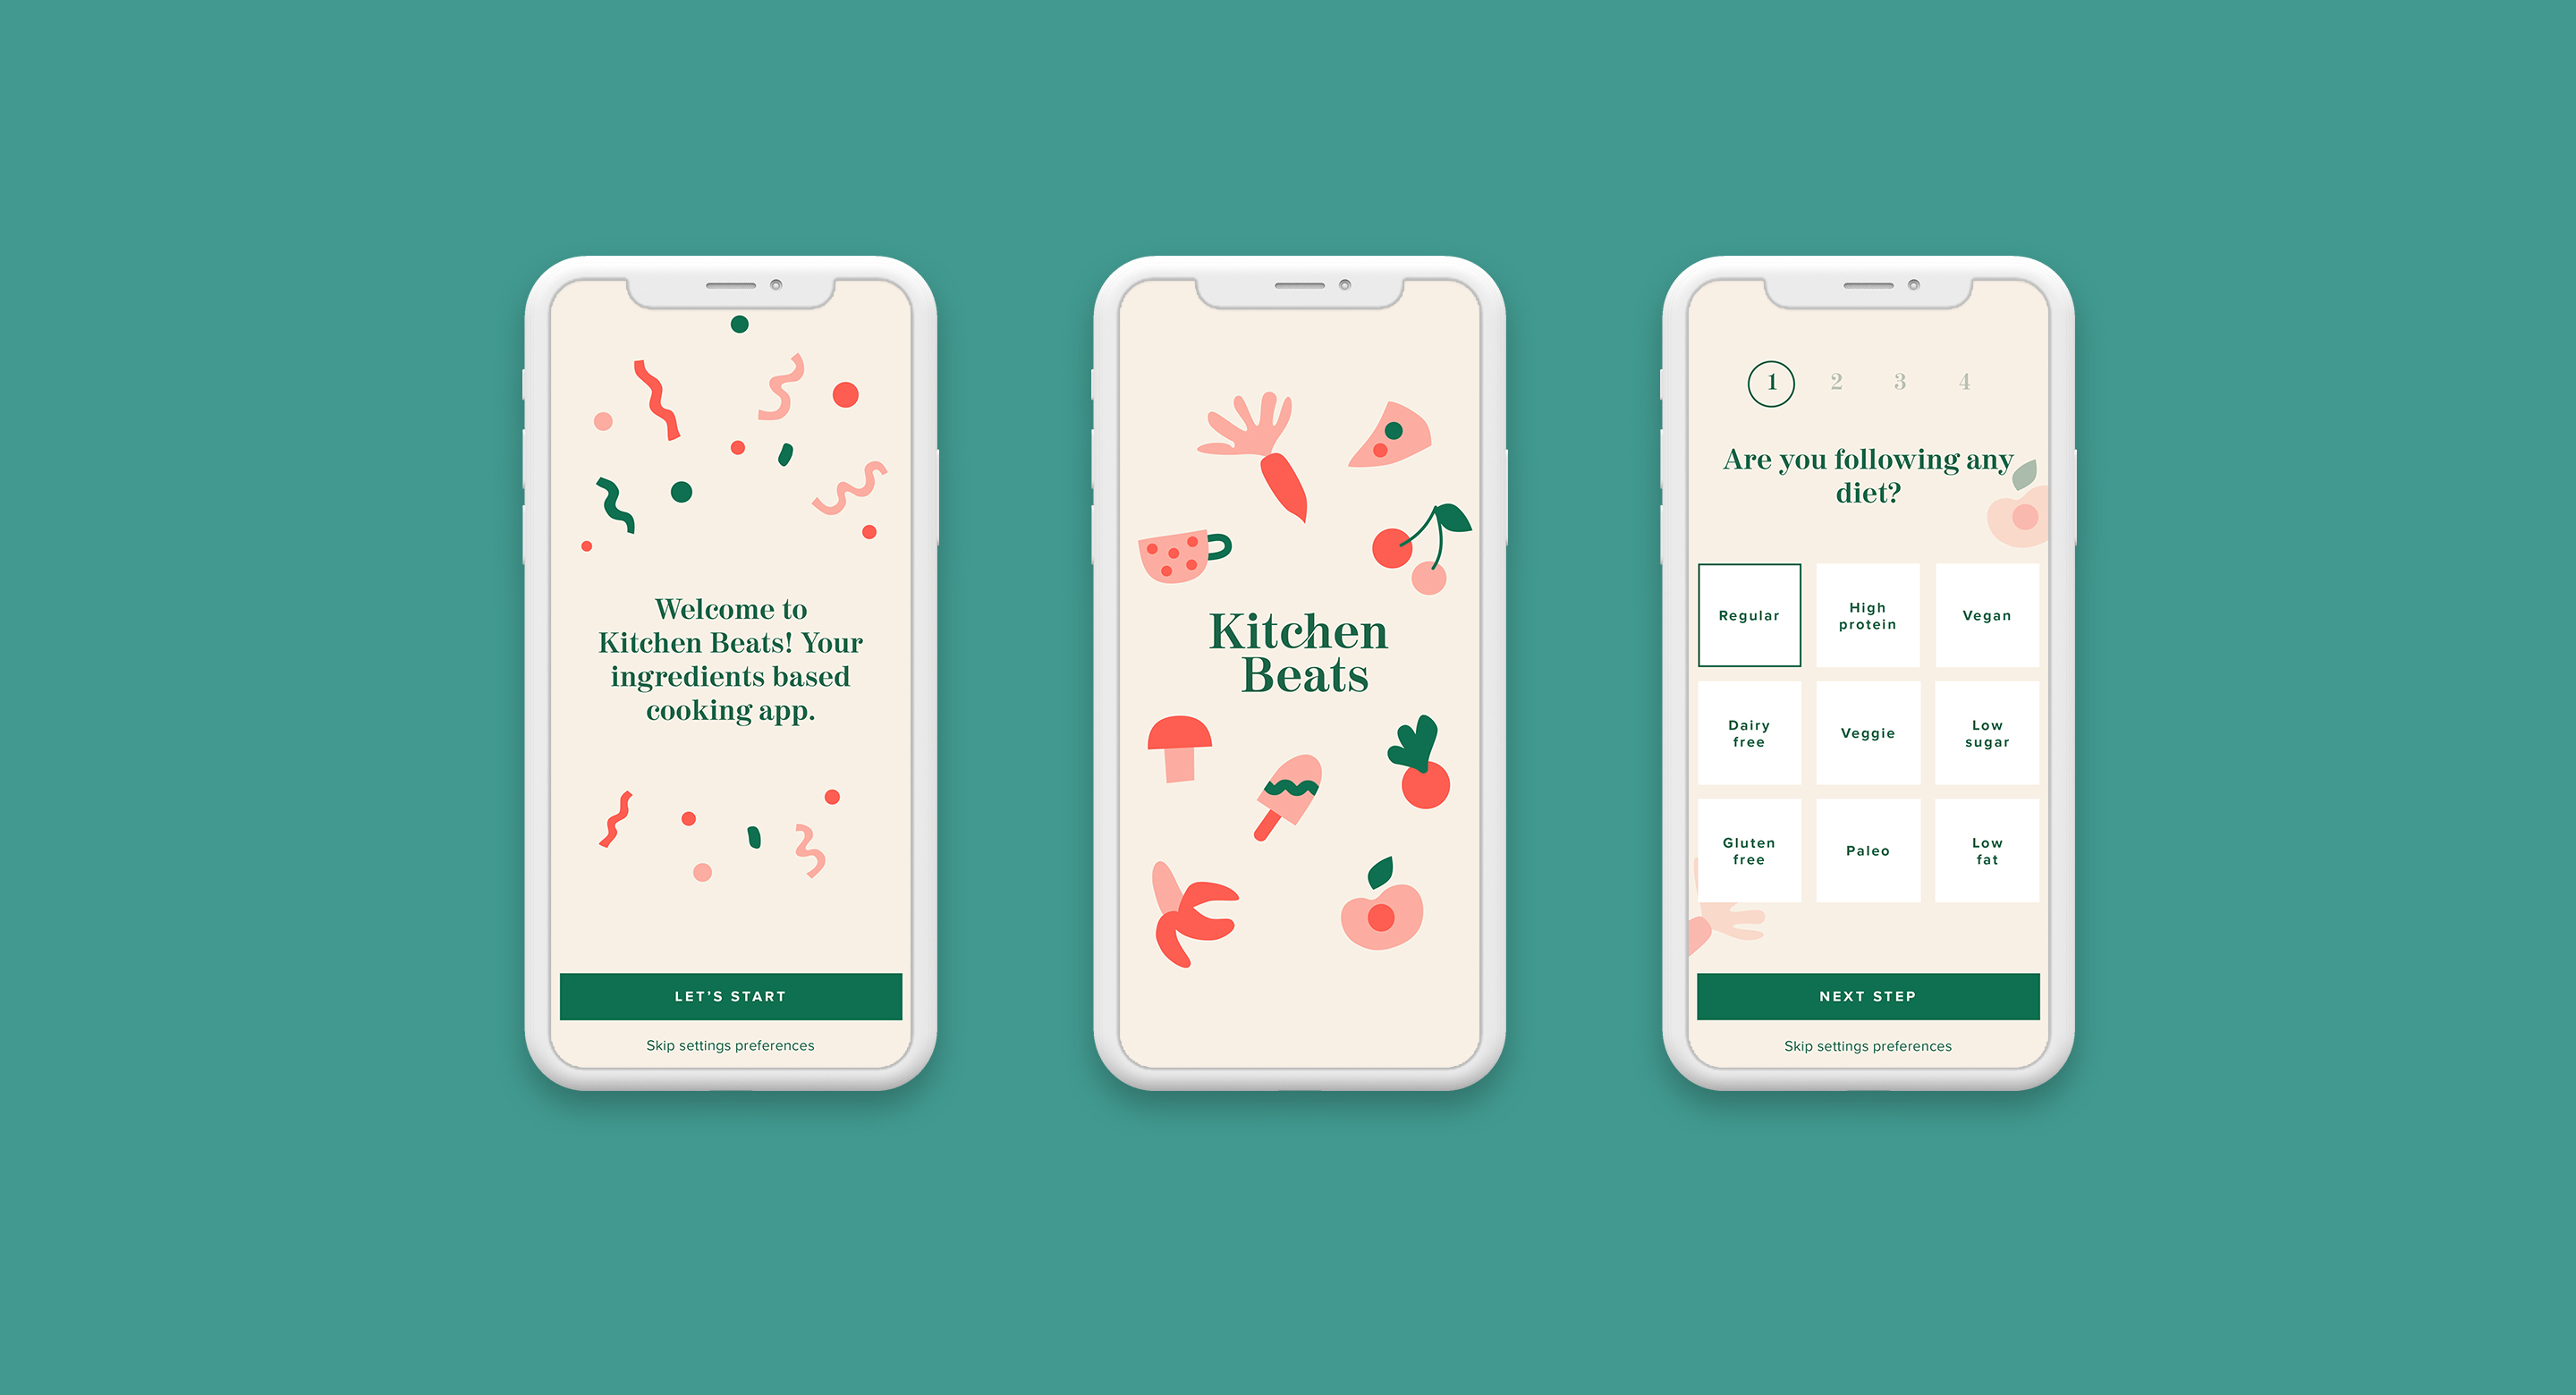 Welcome to
Kitchen Beats! Your
ingredients based
cooking app.
LET’S START
Skip settings preferences
Kitchen
Beats
1 2 3 4
Are you following any
diet?
Regular
High
protein
Vegan
Dairy
free
Veggie
Low
sugar
Gluten
free
Paleo
Low
fat
NEXT STEP
Skip settings preferences